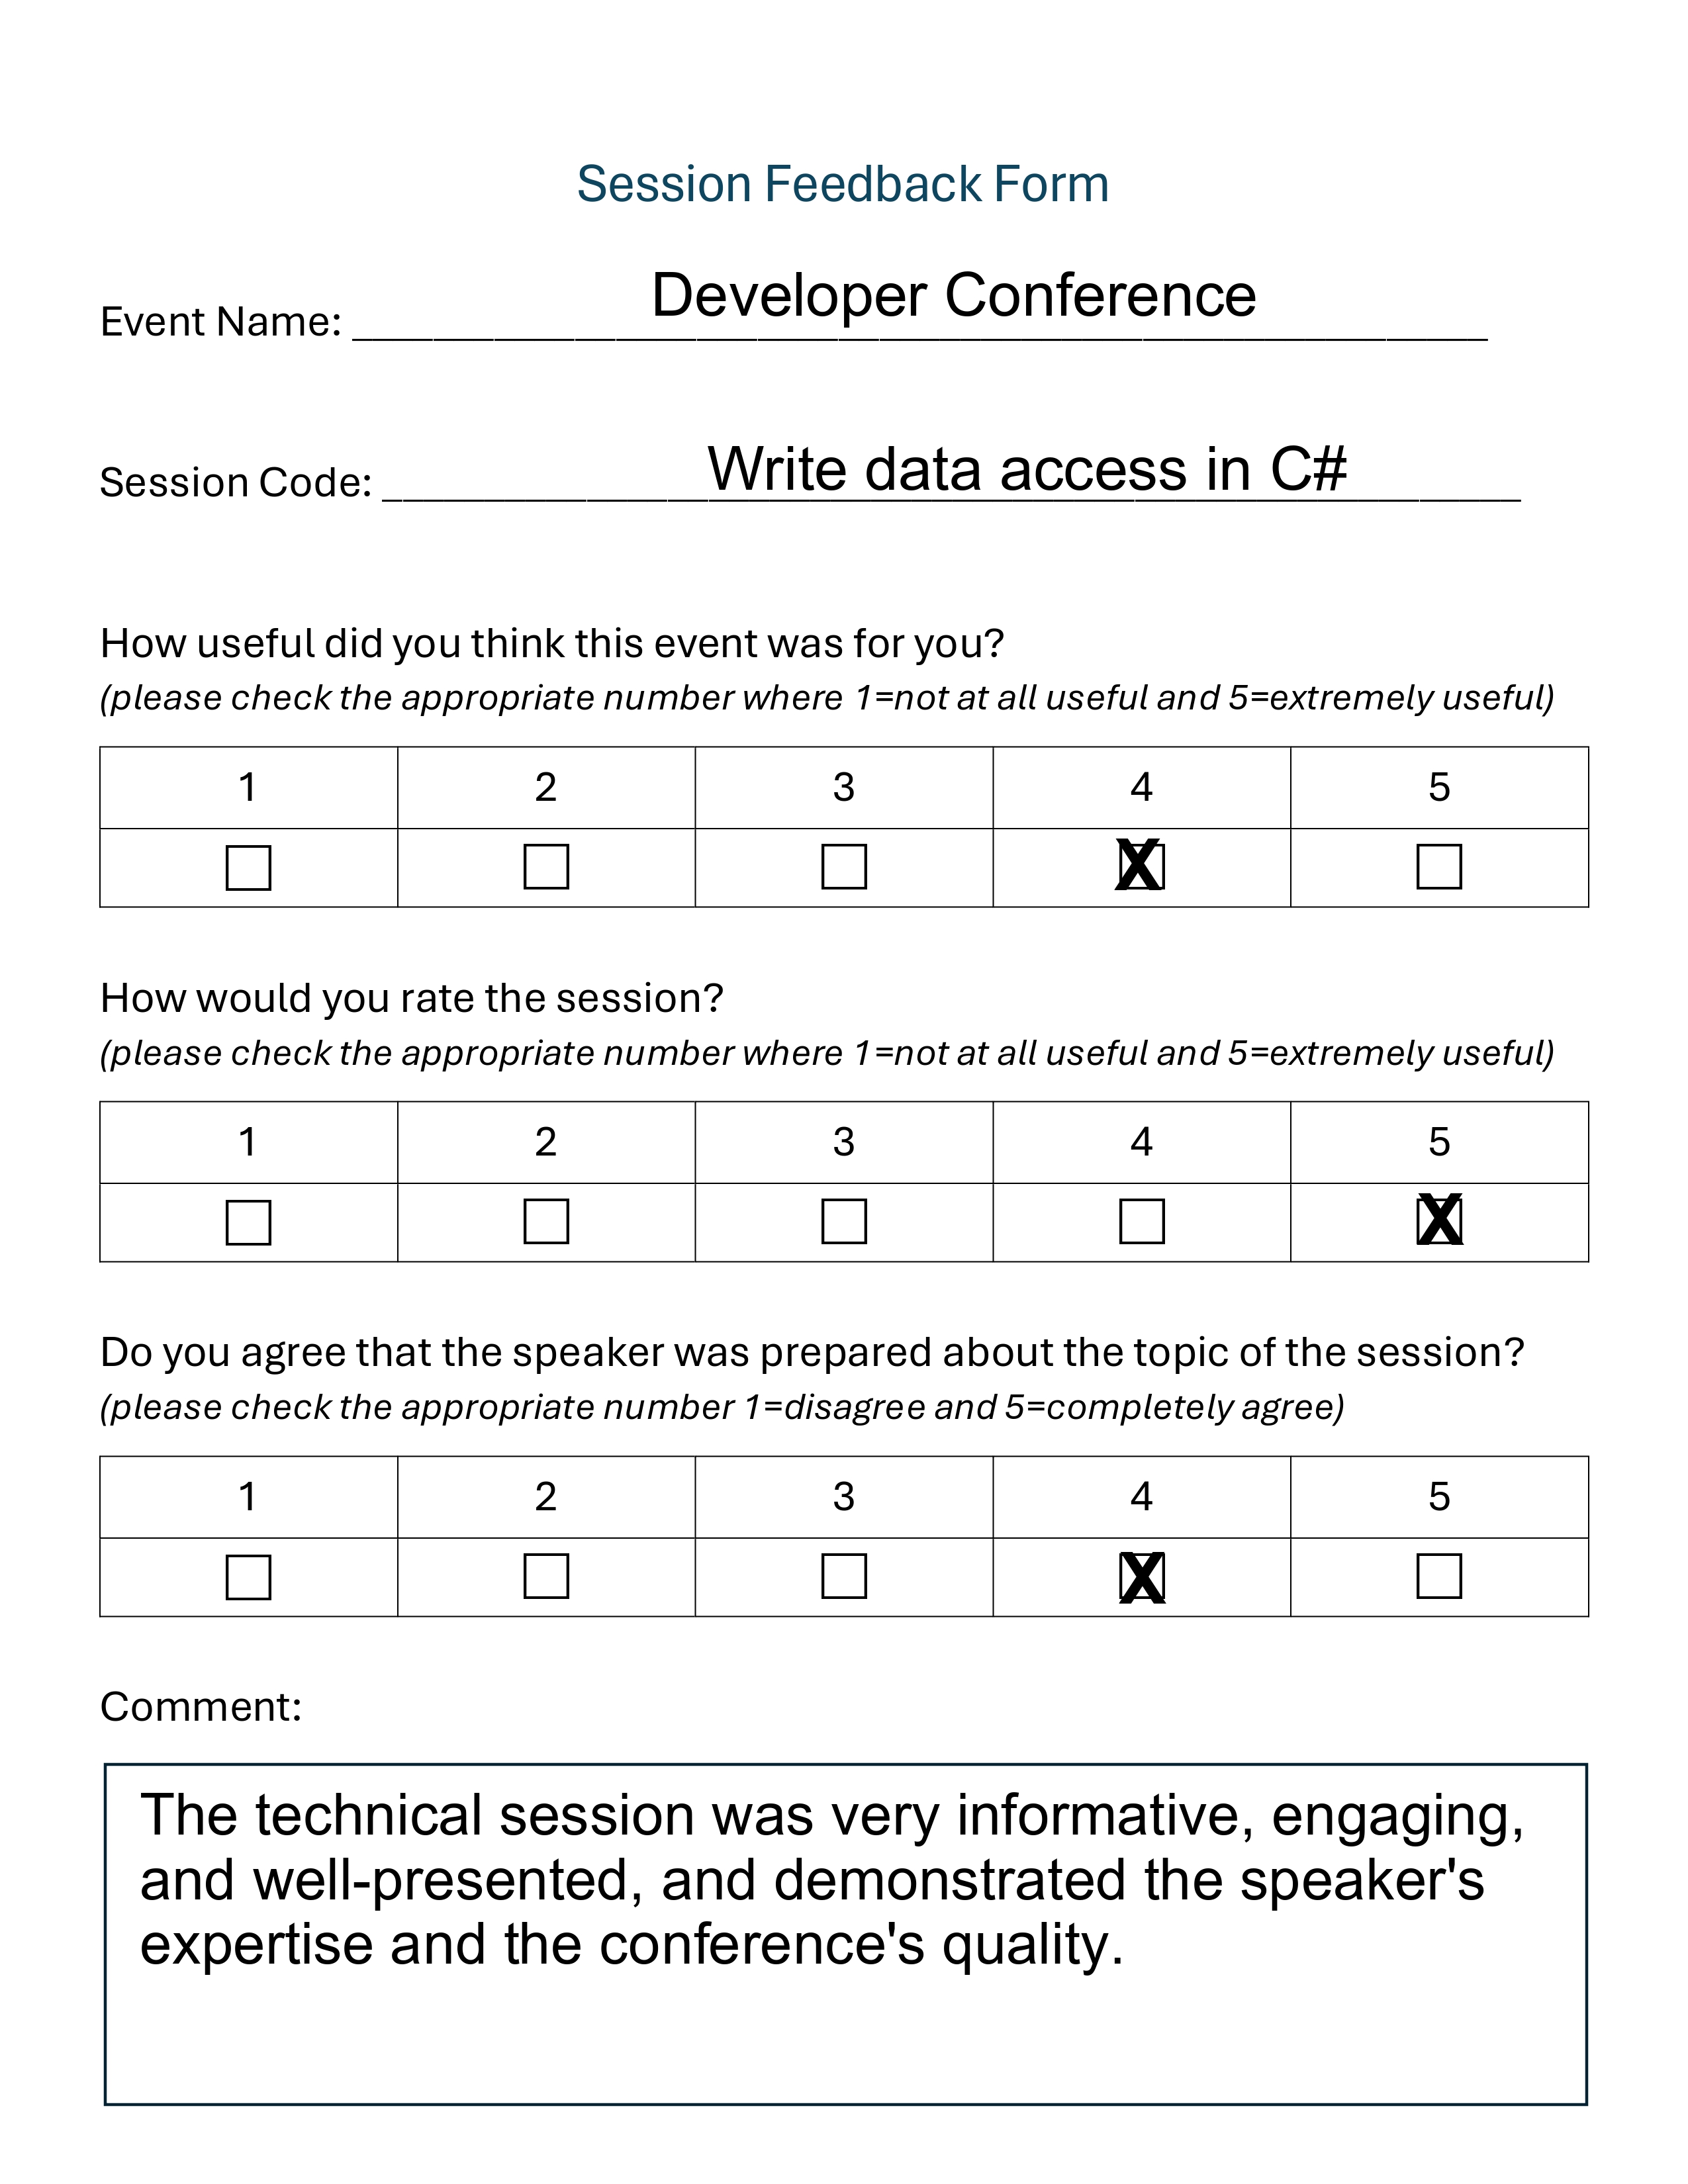 Session Feedback Form
Event Name: Developer Conference
Session Code: Write data access in C#
How useful did you think this event was for you?
(please check the appropriate number where 1=not at all useful and 5=extremely useful)
1 2 3 4 5
☐ ☐ ☐ X ☐
How would you rate the session?
(please check the appropriate number where 1=not at all useful and 5=extremely useful)
1 2 3 4 5
☐ ☐ ☐ ☐ X
Do you agree that the speaker was prepared about the topic of the session?
(please check the appropriate number 1=disagree and 5=completely agree)
1 2 3 4 5
☐ ☐ ☐ X ☐
Comment:
The technical session was very informative, engaging,
and well-presented, and demonstrated the speaker's
expertise and the conference's quality.